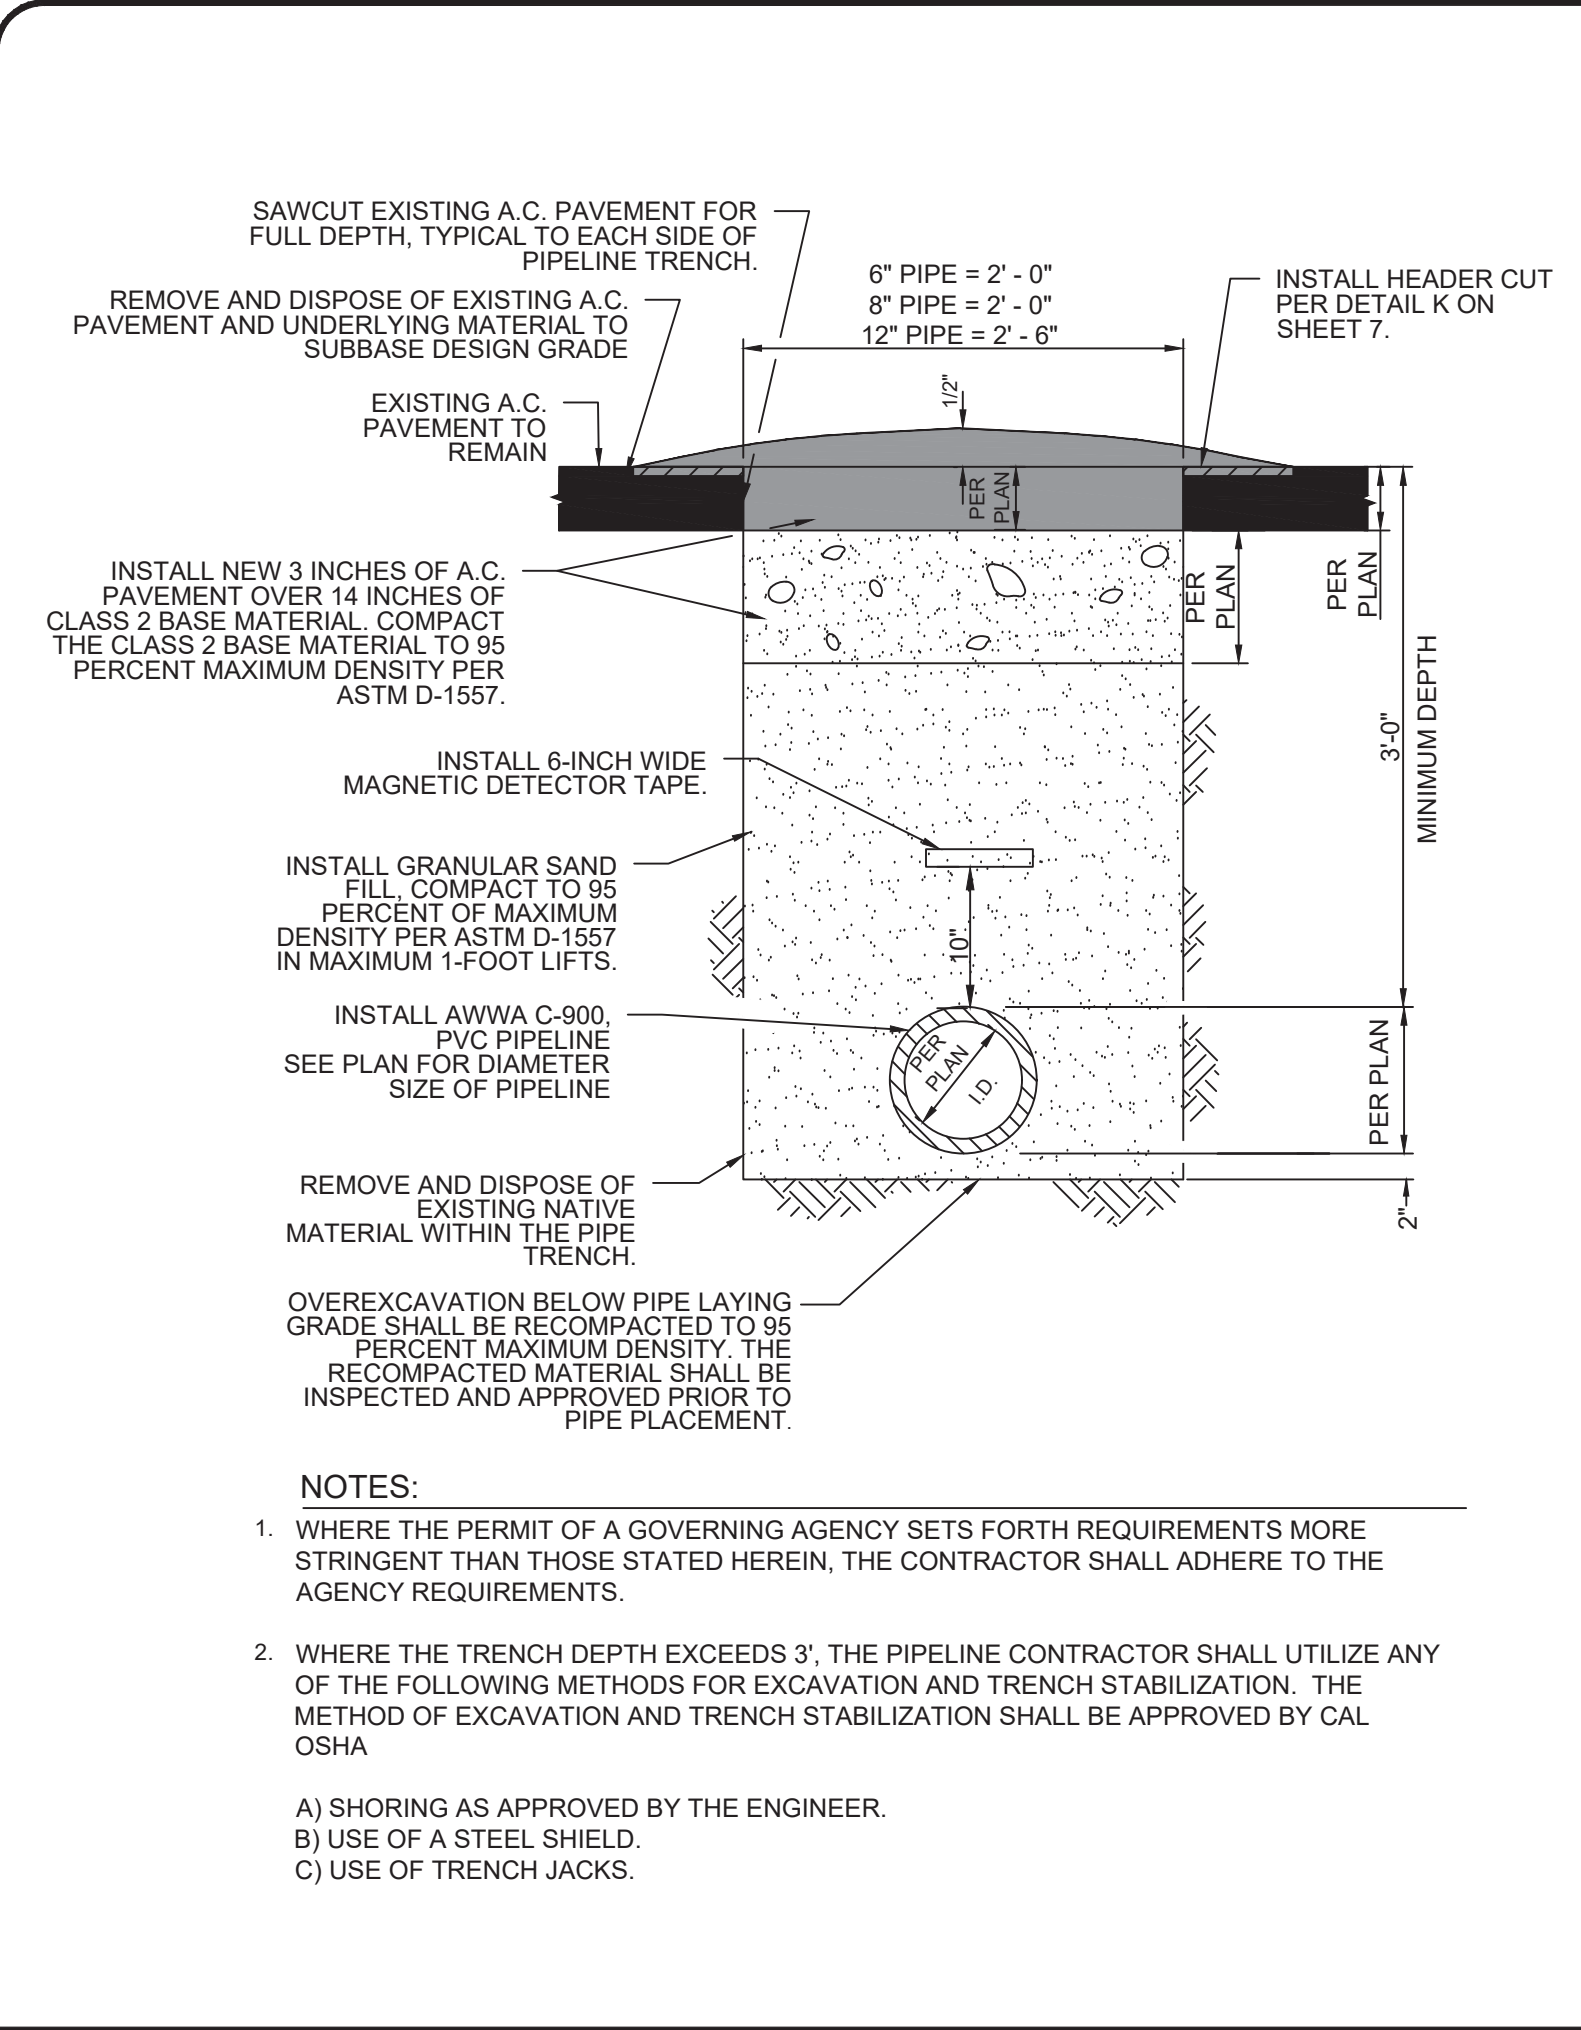 SAWCUT EXISTING A.C. PAVEMENT FOR
FULL DEPTH, TYPICAL TO EACH SIDE OF
PIPELINE TRENCH.
REMOVE AND DISPOSE OF EXISTING A.C.
PAVEMENT AND UNDERLYING MATERIAL TO
SUBBASE DESIGN GRADE
EXISTING A.C.
PAVEMENT TO
REMAIN
6" PIPE = 2' - 0"
8" PIPE = 2' - 0"
12" PIPE = 2' - 6"
INSTALL HEADER CUT
PER DETAIL K ON
SHEET 7.
1/2"
PER
PLAN
PER
PLAN
PER
PLAN
3'-0"
MINIMUM DEPTH
INSTALL NEW 3 INCHES OF A.C.
PAVEMENT OVER 14 INCHES OF
CLASS 2 BASE MATERIAL. COMPACT
THE CLASS 2 BASE MATERIAL TO 95
PERCENT MAXIMUM DENSITY PER
ASTM D-1557.
INSTALL 6-INCH WIDE
MAGNETIC DETECTOR TAPE.
INSTALL GRANULAR SAND
FILL, COMPACT TO 95
PERCENT OF MAXIMUM
DENSITY PER ASTM D-1557
IN MAXIMUM 1-FOOT LIFTS.
10"
INSTALL AWWA C-900,
PVC PIPELINE
SEE PLAN FOR DIAMETER
SIZE OF PIPELINE
PER
PLAN
I.D.
PER PLAN
2"
REMOVE AND DISPOSE OF
EXISTING NATIVE
MATERIAL WITHIN THE PIPE
TRENCH.
OVEREXCAVATION BELOW PIPE LAYING
GRADE SHALL BE RECOMPACTED TO 95
PERCENT MAXIMUM DENSITY. THE
RECOMPACTED MATERIAL SHALL BE
INSPECTED AND APPROVED PRIOR TO
PIPE PLACEMENT.
NOTES:
1. WHERE THE PERMIT OF A GOVERNING AGENCY SETS FORTH REQUIREMENTS MORE
STRINGENT THAN THOSE STATED HEREIN, THE CONTRACTOR SHALL ADHERE TO THE
AGENCY REQUIREMENTS.
2. WHERE THE TRENCH DEPTH EXCEEDS 3', THE PIPELINE CONTRACTOR SHALL UTILIZE ANY
OF THE FOLLOWING METHODS FOR EXCAVATION AND TRENCH STABILIZATION. THE
METHOD OF EXCAVATION AND TRENCH STABILIZATION SHALL BE APPROVED BY CAL
OSHA
A) SHORING AS APPROVED BY THE ENGINEER.
B) USE OF A STEEL SHIELD.
C) USE OF TRENCH JACKS.